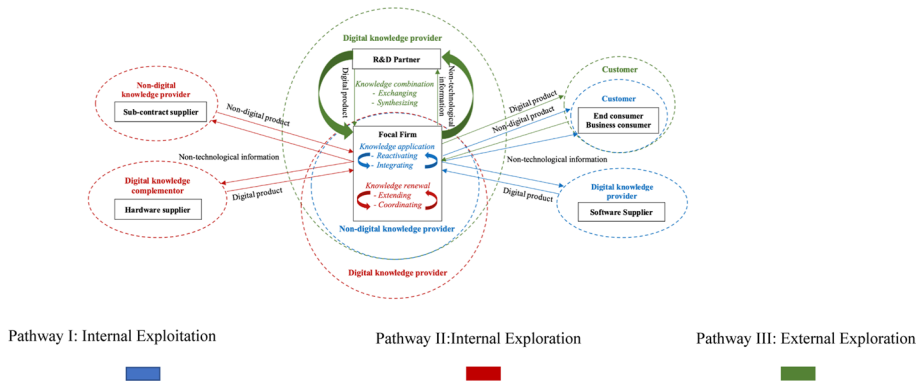 Digital knowledge provider
R&D Partner
Knowledge combination
- Exchanging
- Synthesizing
Digital product
Non-technological
information
Non-digital
knowledge provider
Sub-contract supplier
Non-digital product
Non-technological information
Digital knowledge
complementor
Hardware supplier
Digital product
Focal Firm
Knowledge application
- Reactivating
- Integrating
Knowledge renewal
- Extending
- Coordinating
Non-digital knowledge provider
Digital knowledge provider
Customer
Customer
End consumer
Business consumer
Digital product
Non-digital product
Non-technological information
Digital product
Digital knowledge
provider
Software Supplier
Pathway I: Internal Exploitation
Pathway II:Internal Exploration
Pathway III: External Exploration